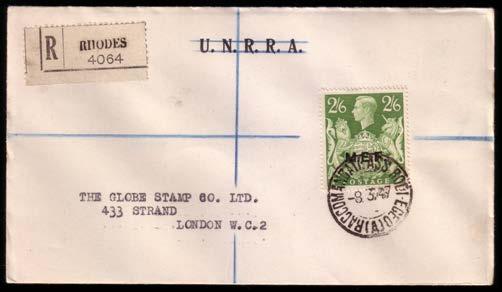 U.N.R.R.A.
R RHODES
4064
2/6 2/6
M.E.F.
POSTAGE
-8.3.47
THE GLOBE STAMP CO. LTD.
433 STRAND
LONDON W.C.2